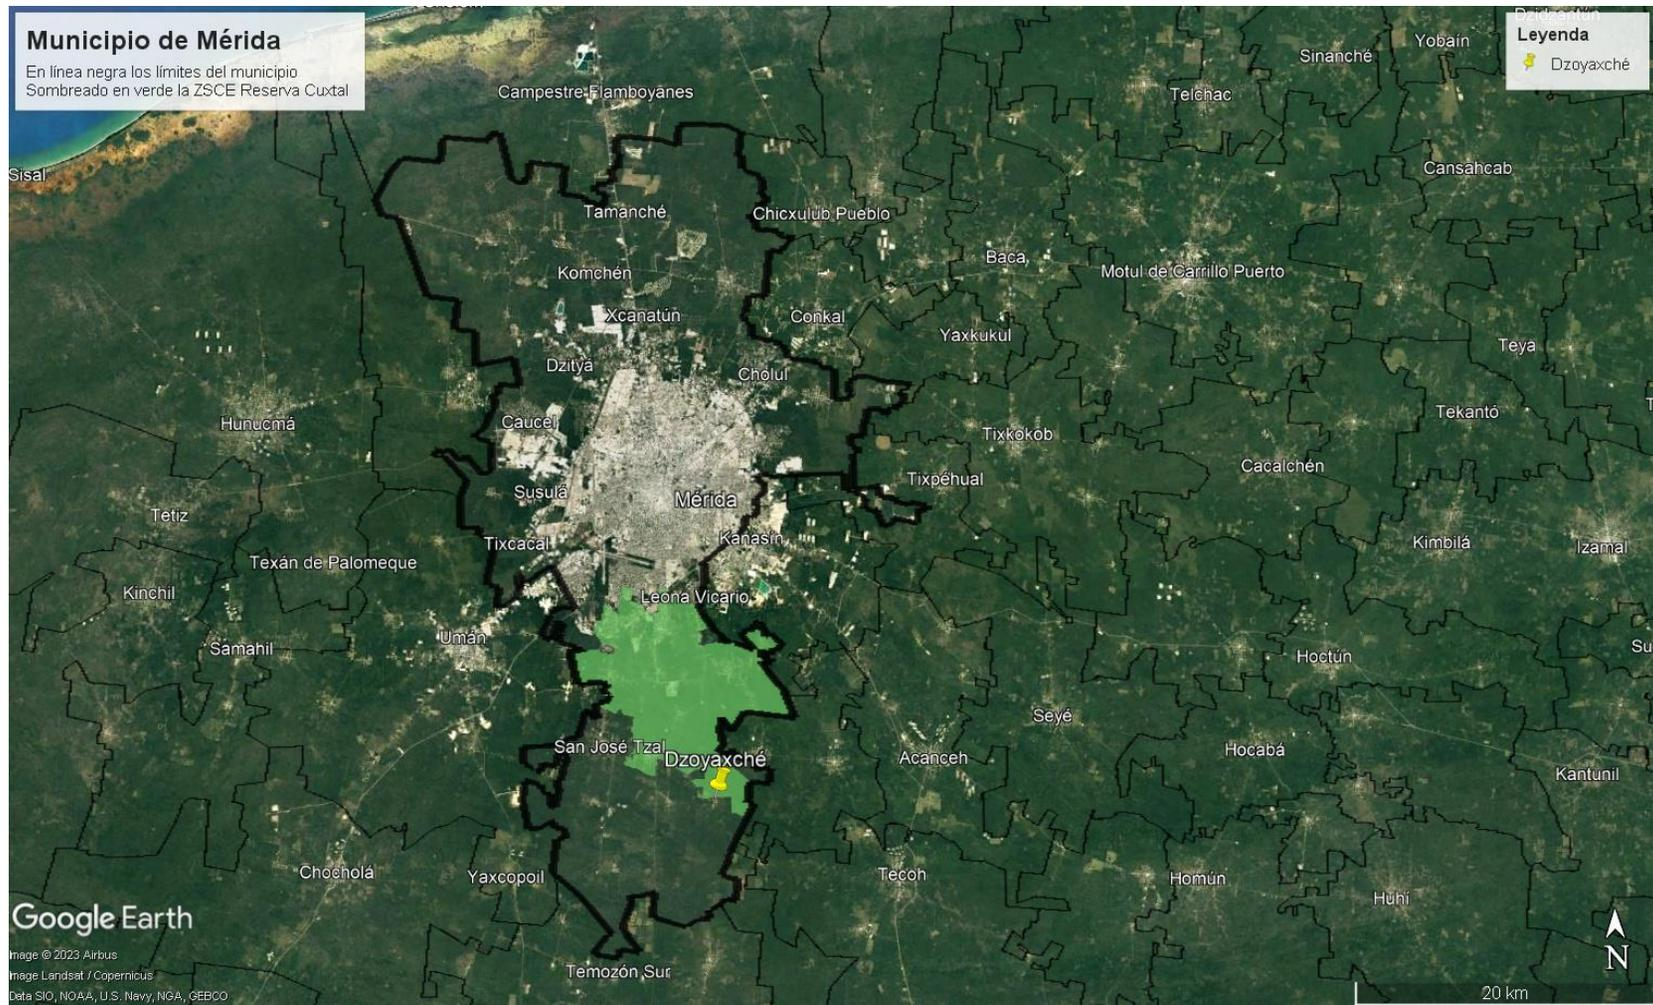 Municipio de Mérida
En línea negra los límites del municipio
Sombreado en verde la ZSCE Reserva Cuxtal
Dzidzantún
Leyenda
Dzoyaxché
Yobaín
Sinanché
Campestre Flamboyanes
Telchac
Cansahcab
Sisal
Tamanché
Chicxulub Pueblo
Baca
Motul de Carrillo Puerto
Komchén
Xcanatún
Conkal
Yaxkukul
Teya
Dzityá
Cholul
Hunucmá
Caucel
Tixkokob
Tekantó
Cacalchén
Tixpéhual
Susulá
Mérida
Tetiz
Tixcacal
Kanasín
Kimbilá
Izamal
Texán de Palomeque
Kinchil
Leona Vicario
Umán
Samahil
Hoctún
Su
Seyé
San José Tzal
Dzoyaxché
Acanceh
Hocabá
Kantunil
Chocholá
Yaxcopoil
Tecoh
Homún
Huhí
Google Earth
Image © 2023 Airbus
Image Landsat / Copernicus
Data SIO, NOAA, U.S. Navy, NGA, GEBCO
Temozón Sur
N
20 km